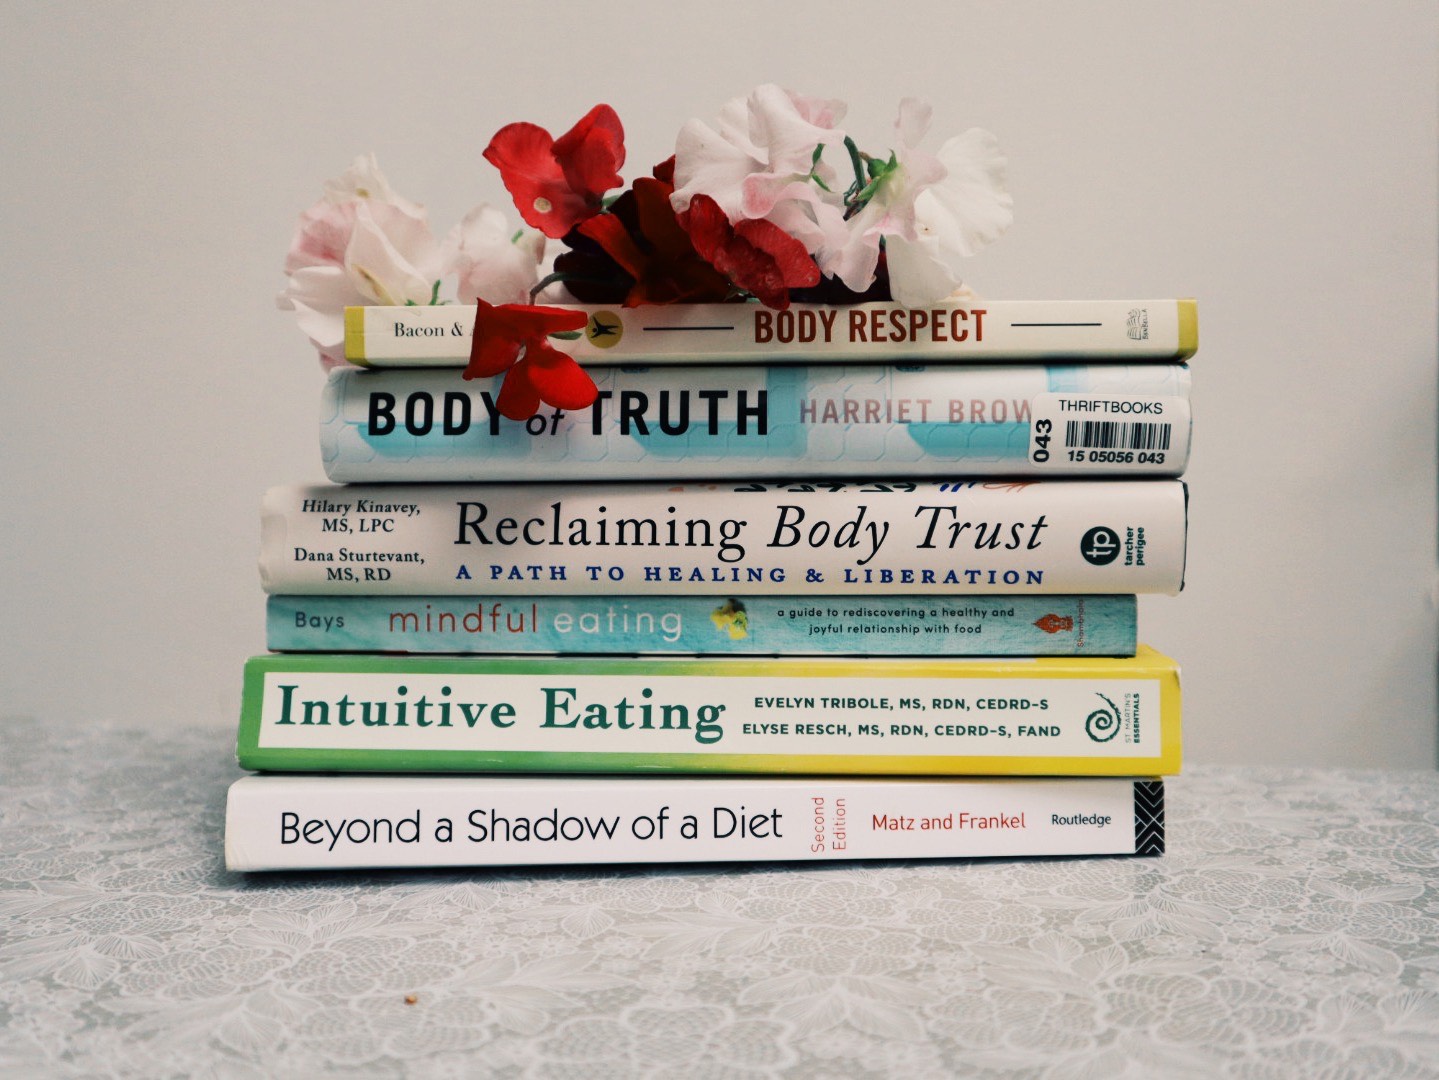 Bacon &
BODY RESPECT
BENBELLA
BODY of TRUTH
HARRIET BROW
THRIFTBOOKS
043
15 05056 043
Hilary Kinavey,
MS, LPC
Dana Sturtevant,
MS, RD
Reclaiming Body Trust
A PATH TO HEALING & LIBERATION
tp
tarcher
perigee
Bays
mindful eating
a guide to rediscovering a healthy and
joyful relationship with food
Shambhala
Intuitive Eating
EVELYN TRIBOLE, MS, RDN, CEDRD-S
ELYSE RESCH, MS, RDN, CEDRD-S, FAND
ST. MARTIN'S
ESSENTIALS
Beyond a Shadow of a Diet
Second
Edition
Matz and Frankel
Routledge